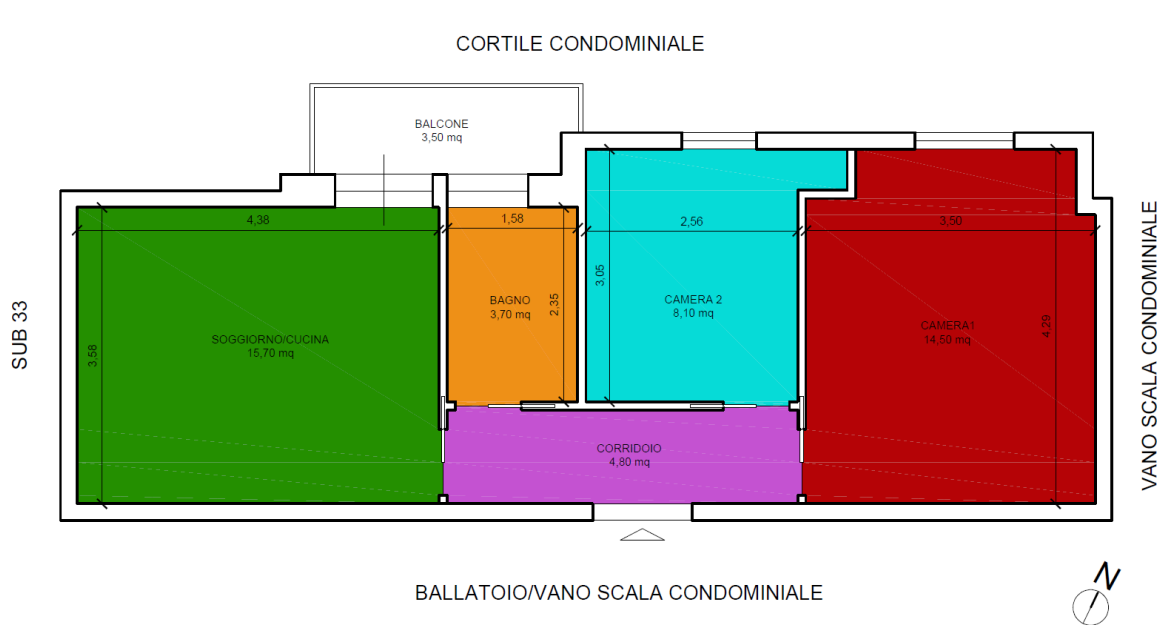 CORTILE CONDOMINIALE
BALCONE
3,50 mq
4,38
1,58
2,56
3,50
3,05
CAMERA 2
8,10 mq
BAGNO
3,70 mq
2,35
CAMERA1
14,50 mq
4,29
SOGGIORNO/CUCINA
15,70 mq
3,58
SUB 33
VANO SCALA CONDOMINIALE
CORRIDOIO
4,80 mq
BALLATOIO/VANO SCALA CONDOMINIALE
N